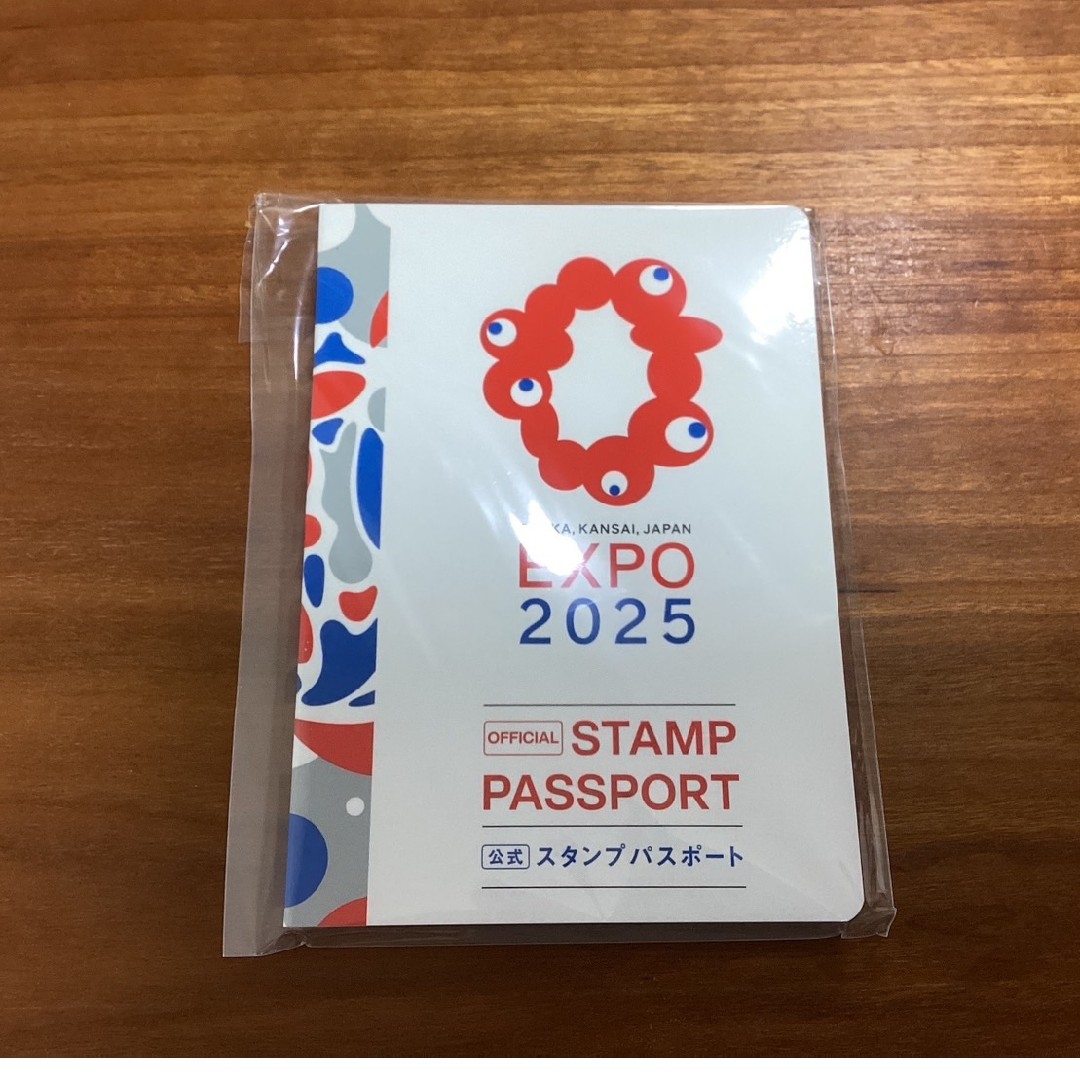 KANSAI, JAPAN
EXPO
2025
OFFICIAL STAMP
PASSPORT
公式 スタンプパスポート